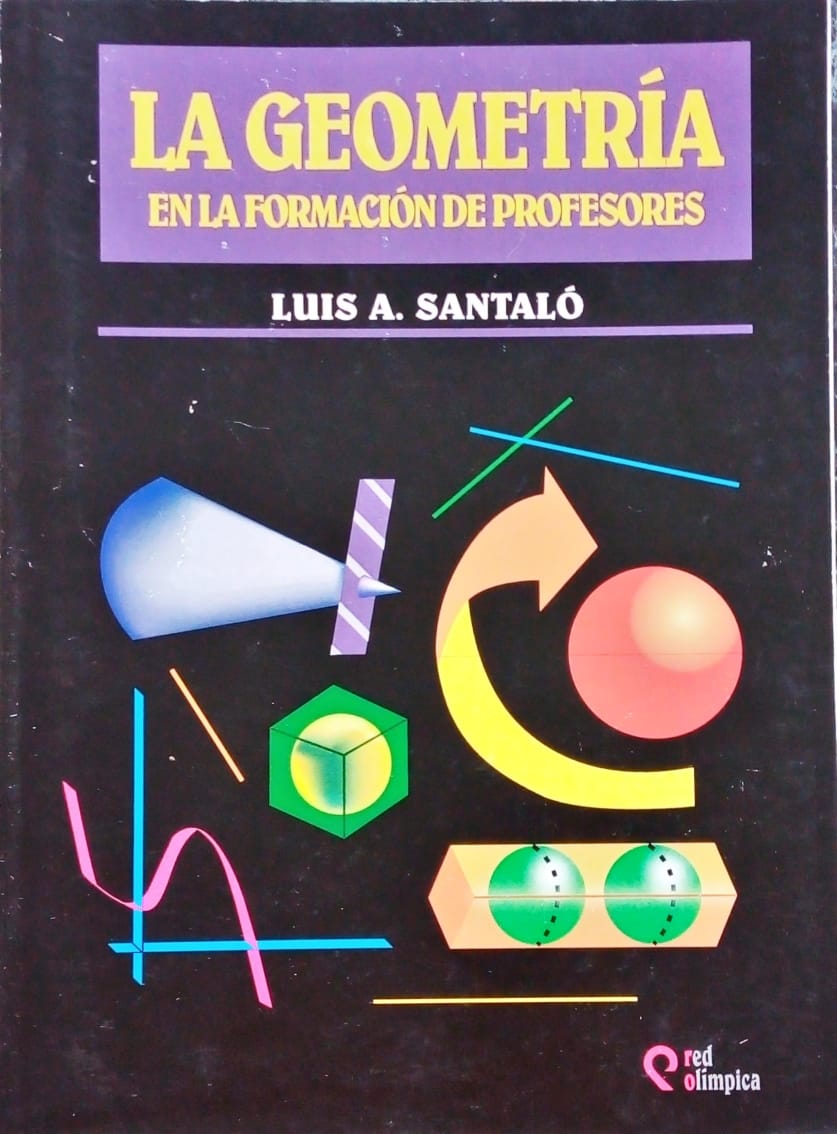 LA GEOMETRÍA
EN LA FORMACIÓN DE PROFESORES
LUIS A. SANTALÓ
red
olímpica